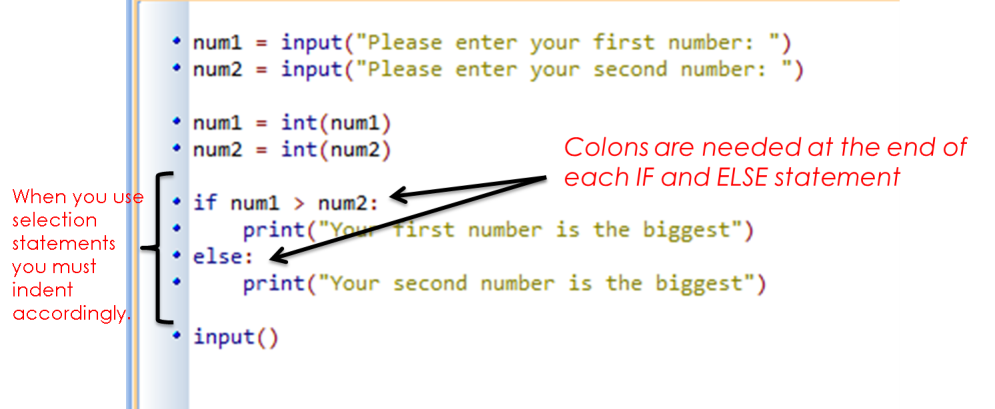 num1 = input("Please enter your first number: ")
num2 = input("Please enter your second number: ")
num1 = int(num1)
num2 = int(num2)
Colons are needed at the end of
each IF and ELSE statement
When you use
selection
statements
you must
indent
accordingly.
if num1 > num2:
    print("Your first number is the biggest")
else:
    print("Your second number is the biggest")
input()